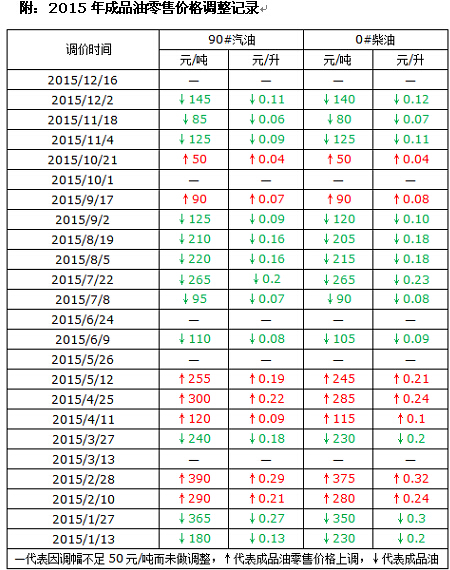 附：2015年成品油零售价格调整记录↵
调价时间 90#汽油 0#柴油
元/吨 元/升 元/吨 元/升
2015/12/16 — — — —
2015/12/2 ↓145 ↓0.11 ↓140 ↓0.12
2015/11/18 ↓85 ↓0.06 ↓80 ↓0.07
2015/11/4 ↓125 ↓0.09 ↓125 ↓0.11
2015/10/21 ↑50 ↑0.04 ↑50 ↑0.04
2015/10/1 — — — —
2015/9/17 ↑90 ↑0.07 ↑90 ↑0.08
2015/9/2 ↓125 ↓0.09 ↓120 ↓0.10
2015/8/19 ↓210 ↓0.16 ↓205 ↓0.18
2015/8/5 ↓220 ↓0.16 ↓215 ↓0.18
2015/7/22 ↓265 ↓0.2 ↓265 ↓0.23
2015/7/8 ↓95 ↓0.07 ↓90 ↓0.08
2015/6/24 — — — —
2015/6/9 ↓110 ↓0.08 ↓105 ↓0.09
2015/5/26 — — — —
2015/5/12 ↑255 ↑0.19 ↑245 ↑0.21
2015/4/25 ↑300 ↑0.22 ↑285 ↑0.24
2015/4/11 ↑120 ↑0.09 ↑115 ↑0.1
2015/3/27 ↓240 ↓0.18 ↓230 ↓0.2
2015/3/13 — — — —
2015/2/28 ↑390 ↑0.29 ↑375 ↑0.32
2015/2/10 ↑290 ↑0.21 ↑280 ↑0.24
2015/1/27 ↓365 ↓0.27 ↓350 ↓0.3
2015/1/13 ↓180 ↓0.13 ↓230 ↓0.2
—代表因调幅不足50元/吨而未做调整，↑代表成品油零售价格上调，↓代表成品油